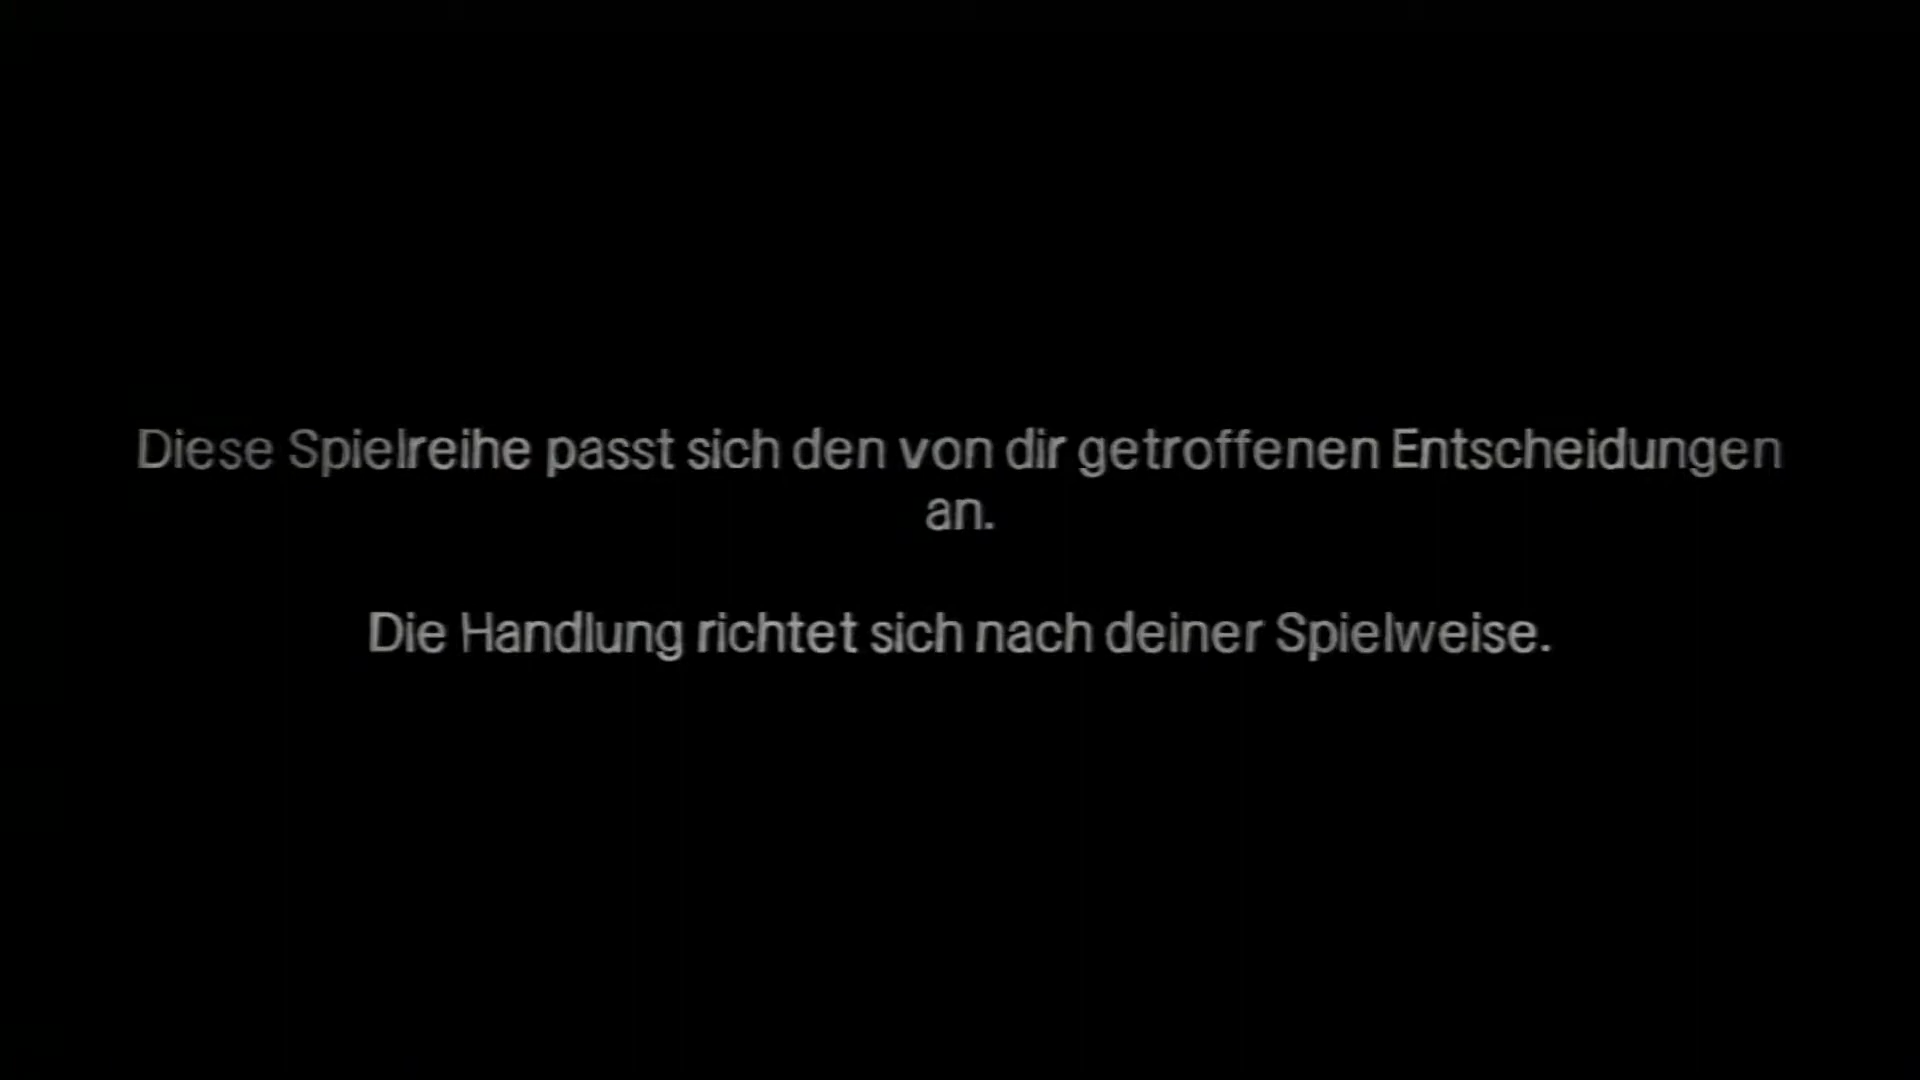 Diese Spielreihe passt sich den von dir getroffenen Entscheidungen
an.
Die Handlung richtet sich nach deiner Spielweise.